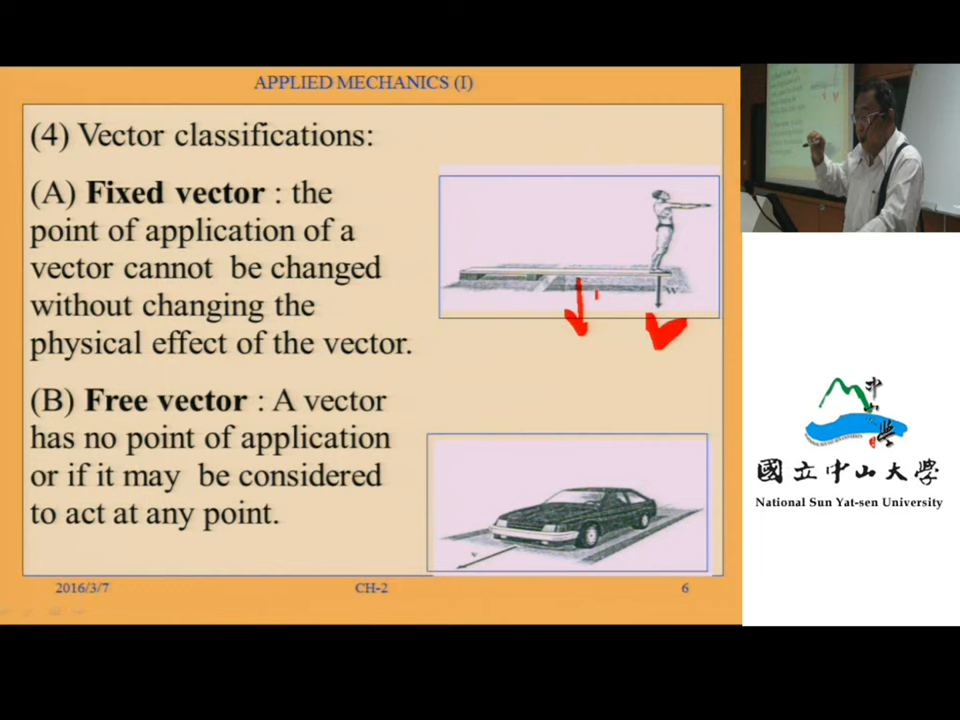 APPLIED MECHANICS (I)
(4) Vector classifications:
(A) Fixed vector : the
point of application of a
vector cannot be changed
without changing the
physical effect of the vector.
W
(B) Free vector : A vector
has no point of application
or if it may be considered
to act at any point.
v
2016/3/7
CH-2
6
國立中山大學
National Sun Yat-sen University